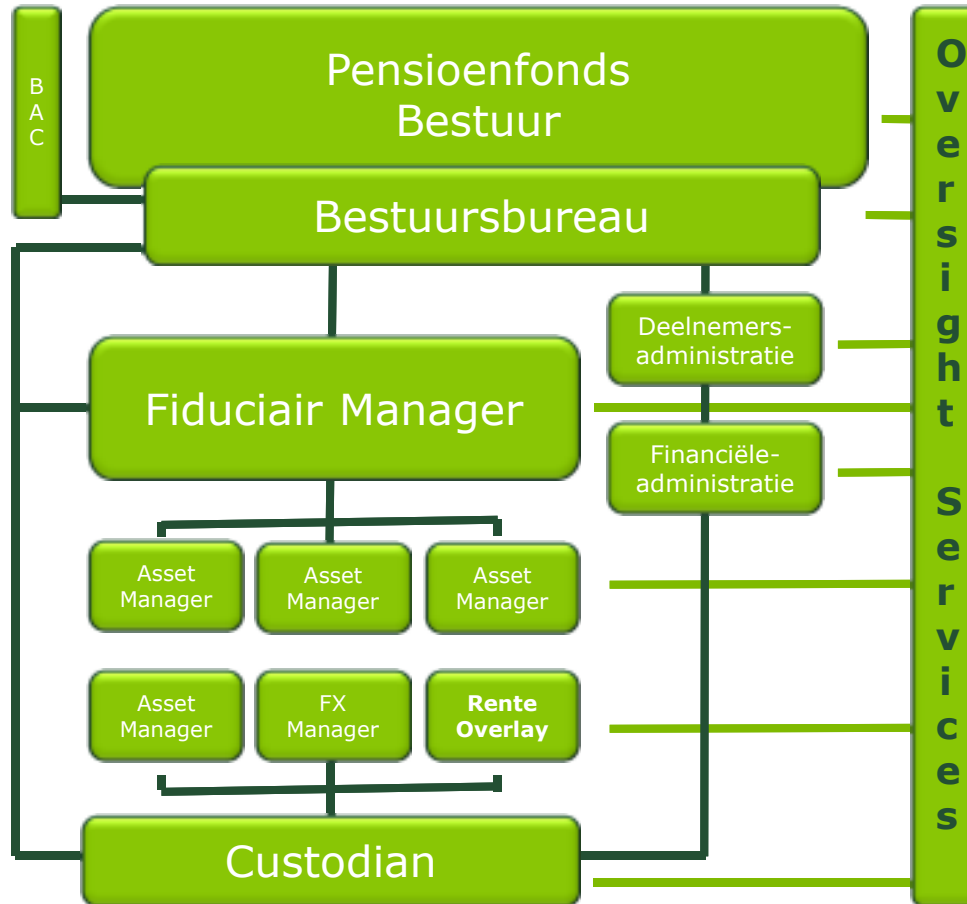 B
A
C
Pensioenfonds
Bestuur
Bestuursbureau
Deelnemers-
administratie
Fiduciair Manager
Financiële-
administratie
Asset
Manager
Asset
Manager
Asset
Manager
Asset
Manager
FX
Manager
Rente
Overlay
Custodian
O
v
e
r
s
i
g
h
t
S
e
r
v
i
c
e
s